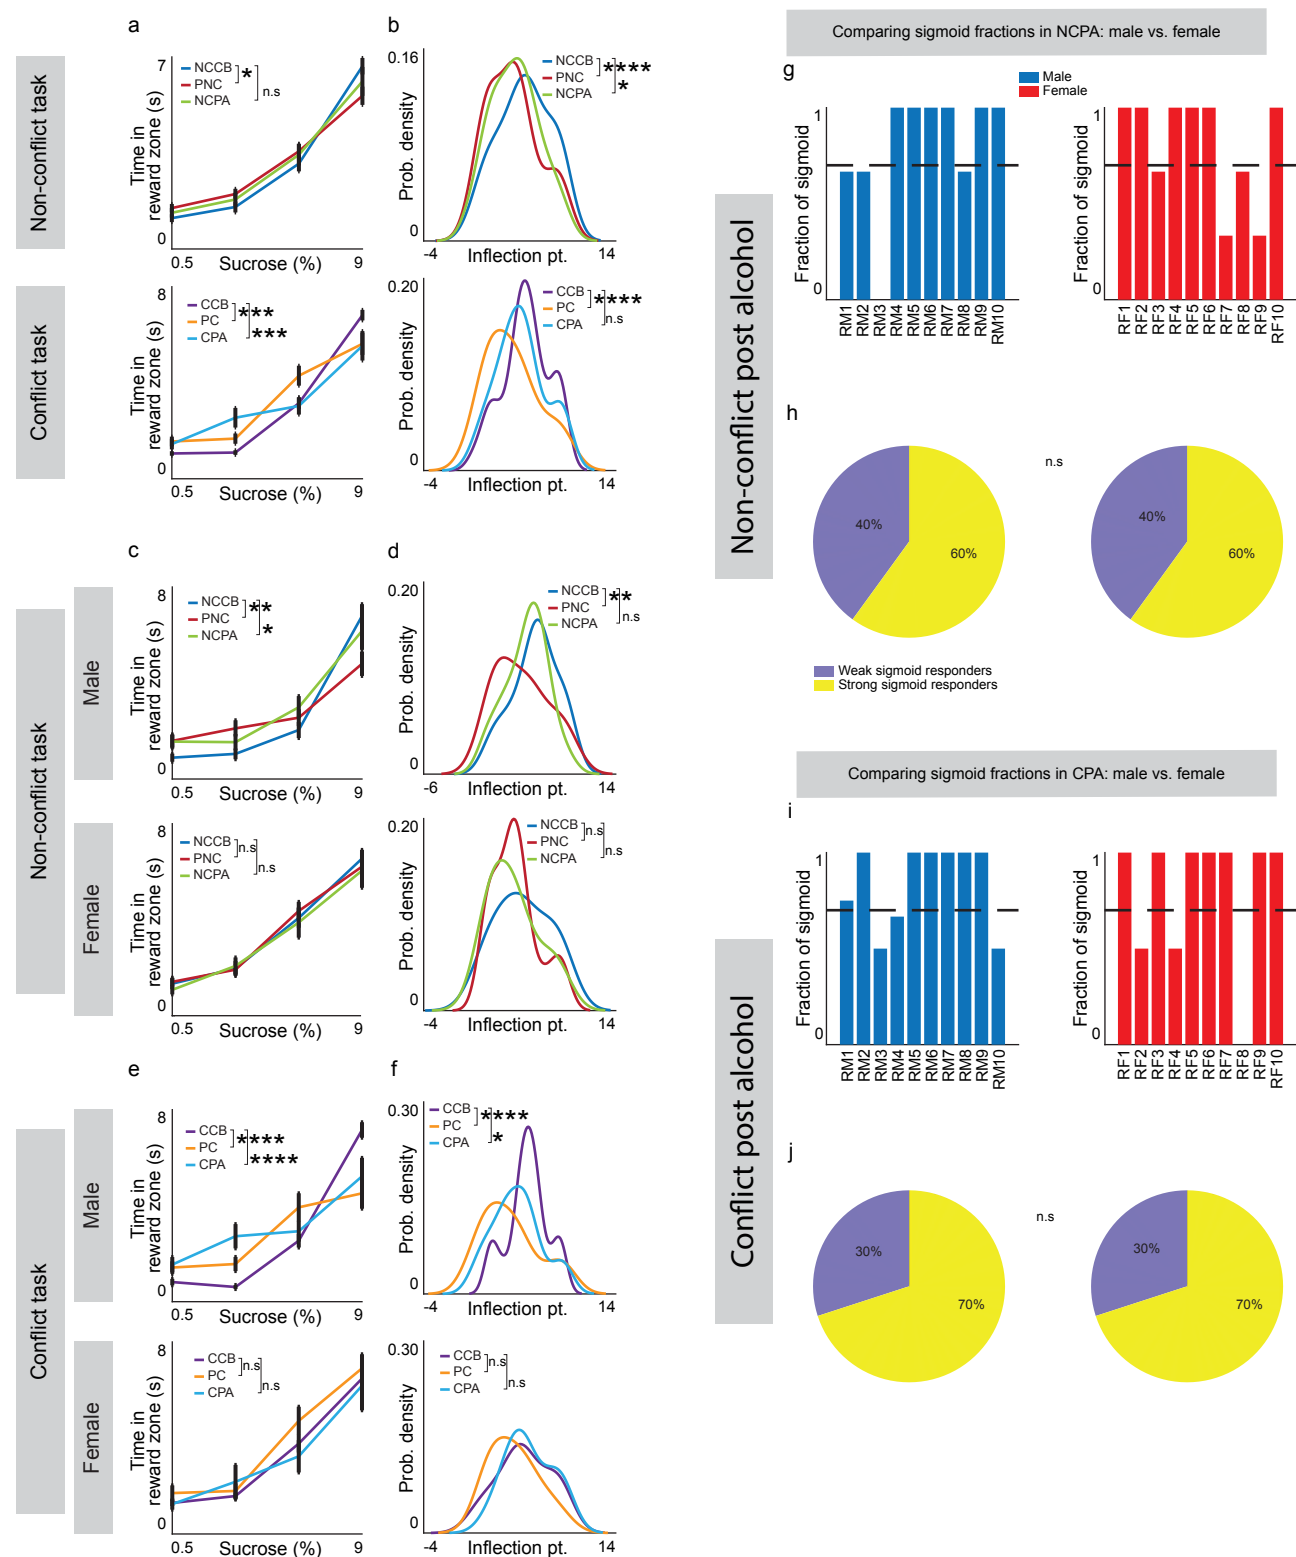 a
Non-conflict task
7
NCCB
PNC
NCPA
*
n.s
Time in
reward zone (s)
0
0.5
Sucrose (%)
9
b
0.16
NCCB
PNC
NCPA
****
*
Prob. density
0
-4
Inflection pt.
14
Conflict task
8
CCB
PC
CPA
***
***
Time in
reward zone (s)
0
0.5
Sucrose (%)
9
0.20
CCB
PC
CPA
****
n.s
Prob. density
0
-4
Inflection pt.
14
Non-conflict task
c
Male
8
NCCB
PNC
NCPA
**
*
Time in
reward zone (s)
0
0.5
Sucrose (%)
9
d
0.20
NCCB
PNC
NCPA
**
n.s
Prob. density
0
-6
Inflection pt.
14
Female
8
NCCB
PNC
NCPA
n.s
n.s
Time in
reward zone (s)
0
0.5
Sucrose (%)
9
0.20
NCCB
PNC
NCPA
n.s
n.s
Prob. density
0
-4
Inflection pt.
14
Conflict task
e
Male
8
CCB
PC
CPA
****
****
Time in
reward zone (s)
0
0.5
Sucrose (%)
9
f
0.30
CCB
PC
CPA
****
*
Prob. density
0
-4
Inflection pt.
14
Female
8
CCB
PC
CPA
n.s
n.s
Time in
reward zone (s)
0
0.5
Sucrose (%)
9
0.30
CCB
PC
CPA
n.s
n.s
Prob. density
0
-4
Inflection pt.
14
Comparing sigmoid fractions in NCPA: male vs. female
Non-conflict post alcohol
g
Male
Female
1
Fraction of sigmoid
0
RM1 RM2 RM3 RM4 RM5 RM6 RM7 RM8 RM9 RM10
1
Fraction of sigmoid
0
RF1 RF2 RF3 RF4 RF5 RF6 RF7 RF8 RF9 RF10
h
40%
60%
n.s
40%
60%
Weak sigmoid responders
Strong sigmoid responders
Comparing sigmoid fractions in CPA: male vs. female
Conflict post alcohol
i
1
Fraction of sigmoid
0
RM1 RM2 RM3 RM4 RM5 RM6 RM7 RM8 RM9 RM10
1
Fraction of sigmoid
0
RF1 RF2 RF3 RF4 RF5 RF6 RF7 RF8 RF9 RF10
j
30%
70%
n.s
30%
70%